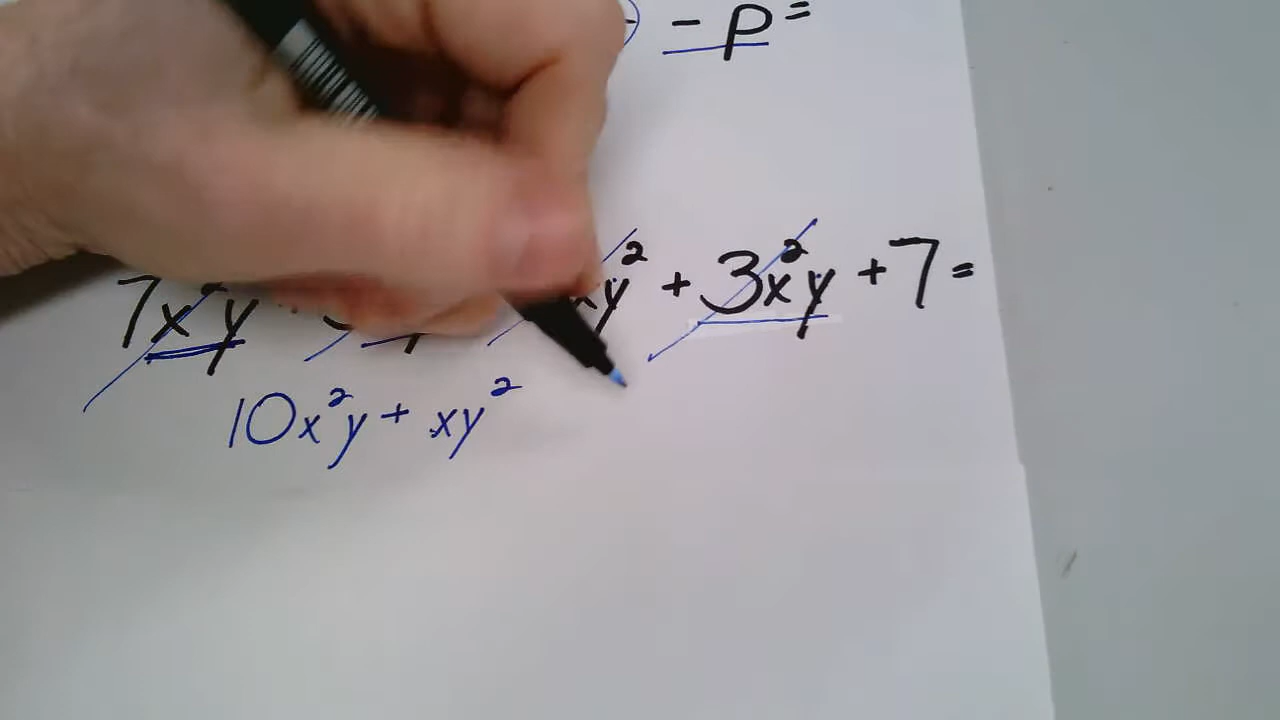 - p =
7x²y + xy² + 3x²y + 7 =
10x²y + xy²